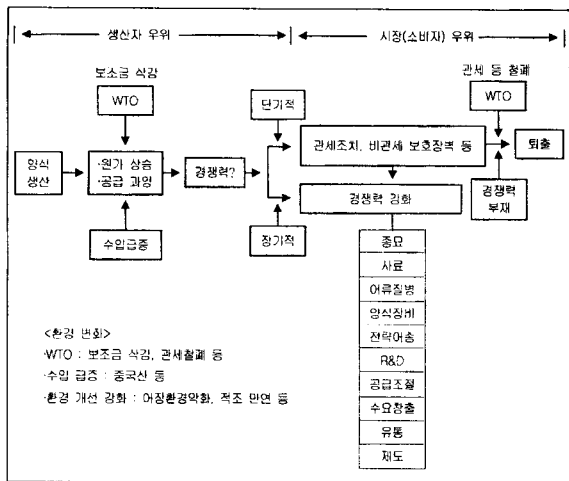 생산자 우위
시장(소비자) 우위
보소금 삭감
WTO
양식
생산
·원가 상승
·공급 과잉
수입급증
경쟁력?
단기적
장기적
관세조치, 비관세 보호장벽 등
경쟁력 강화
관세 등 철폐
WTO
퇴출
경쟁력
부재
종묘
사료
어류질병
양식장비
전략어종
R&D
공급조절
수요창출
유통
제도
<환경 변화>
·WTO : 보조금 삭감, 관세철폐 등
·수입 급증 : 중국산 등
·환경 개선 강화 : 어장환경악화, 적조 만연 등